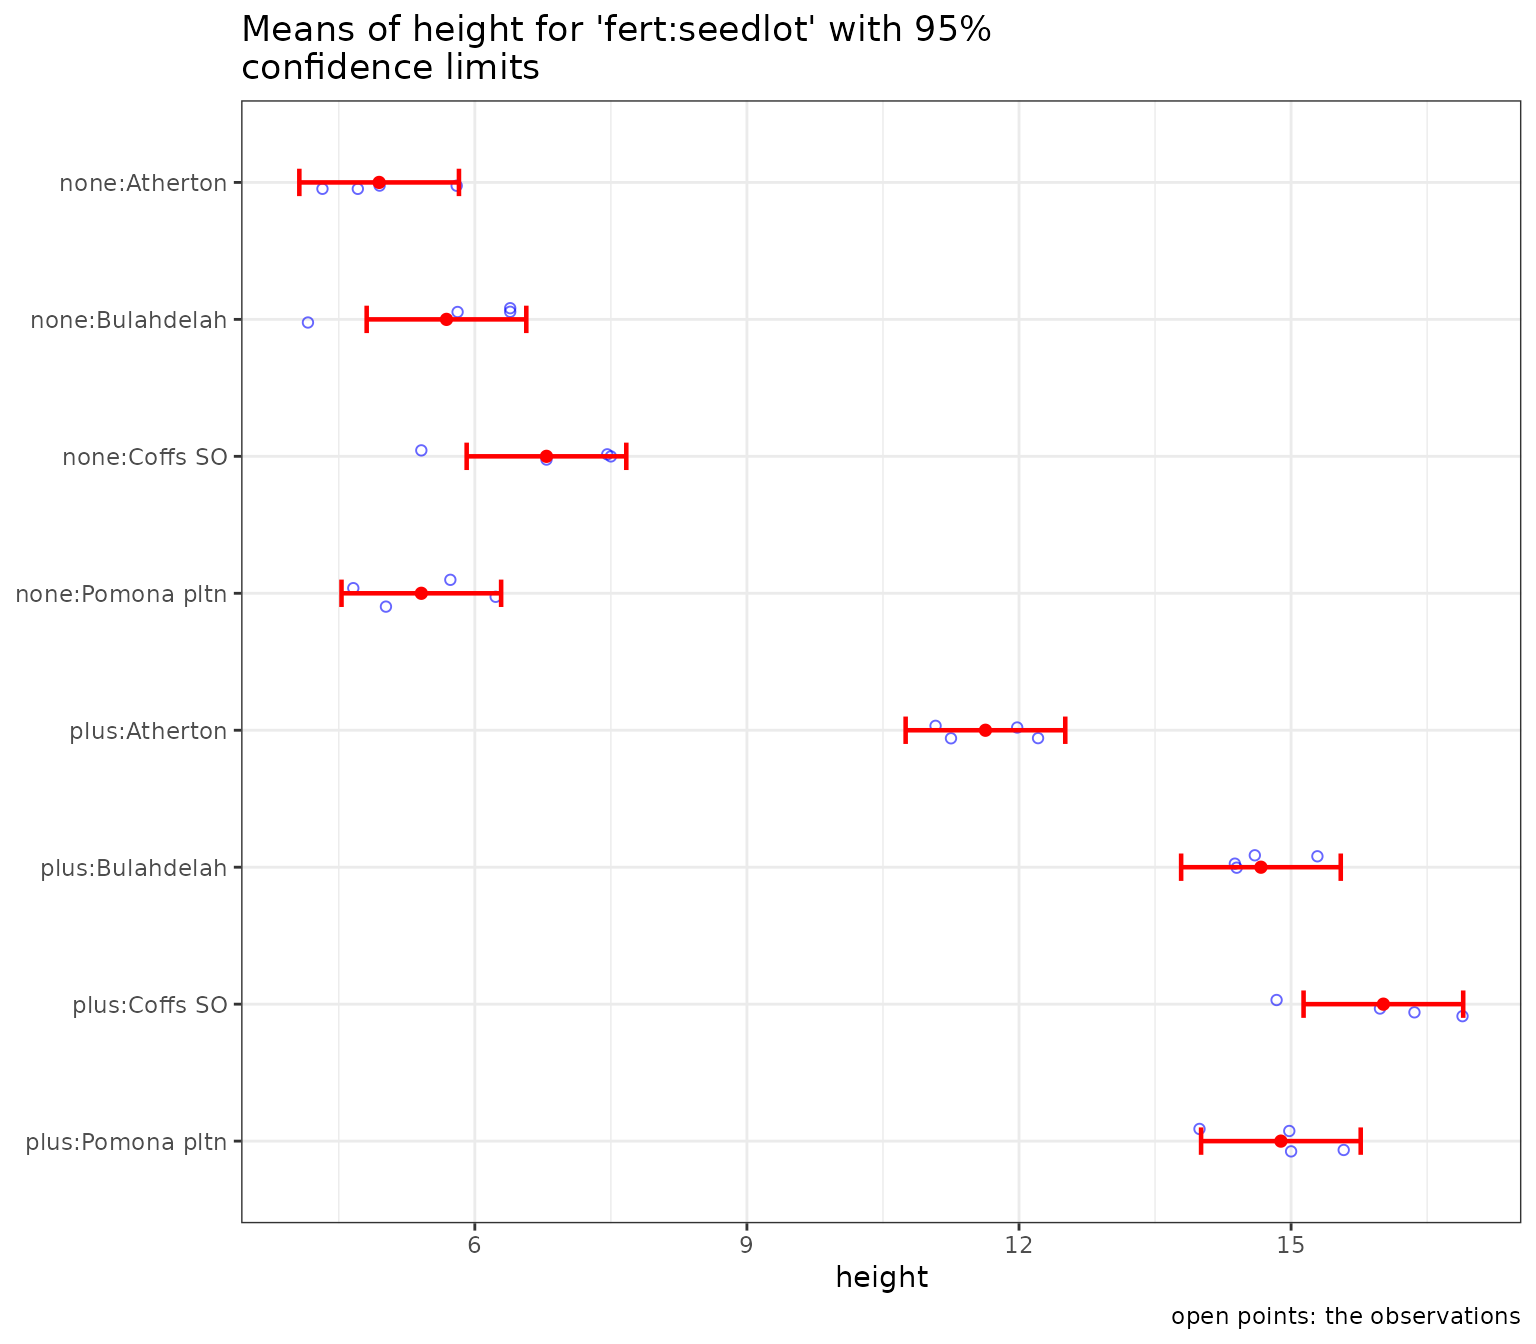 Means of height for 'fert:seedlot' with 95%
confidence limits
none:Atherton
none:Bulahdelah
none:Coffs SO
none:Pomona pltn
plus:Atherton
plus:Bulahdelah
plus:Coffs SO
plus:Pomona pltn
6 9 12 15
height
open points: the observations